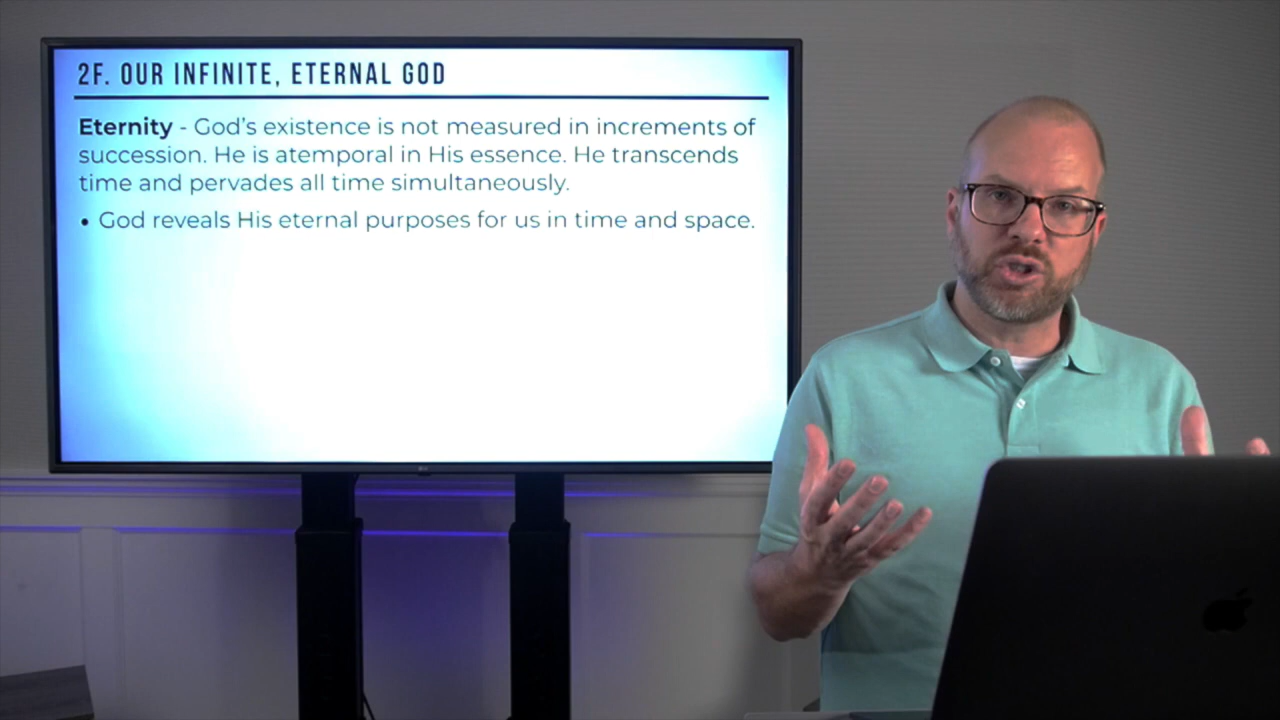 2F. OUR INFINITE, ETERNAL GOD
Eternity - God's existence is not measured in increments of
succession. He is atemporal in His essence. He transcends
time and pervades all time simultaneously.
• God reveals His eternal purposes for us in time and space.